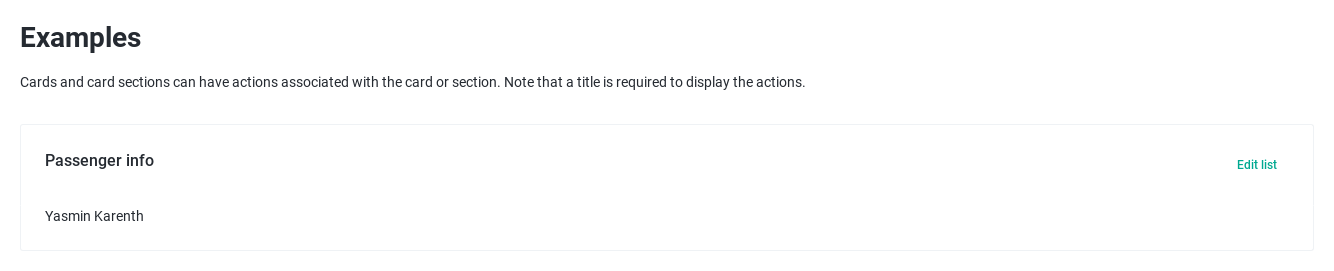 Examples
Cards and card sections can have actions associated with the card or section. Note that a title is required to display the actions.
Passenger info
Edit list
Yasmin Karenth